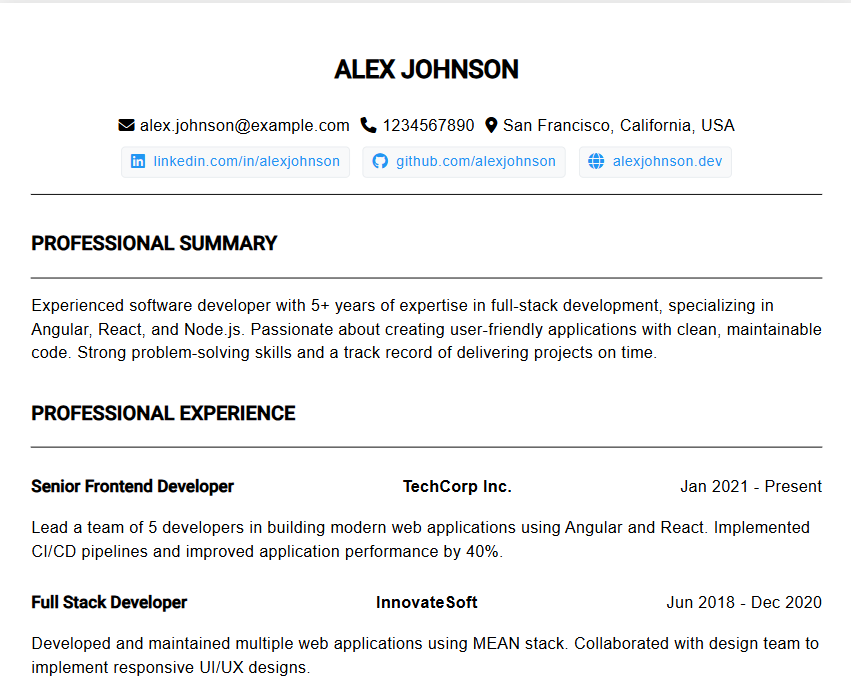 ALEX JOHNSON
alex.johnson@example.com 1234567890 San Francisco, California, USA
linkedin.com/in/alexjohnson github.com/alexjohnson alexjohnson.dev
PROFESSIONAL SUMMARY
Experienced software developer with 5+ years of expertise in full-stack development, specializing in
Angular, React, and Node.js. Passionate about creating user-friendly applications with clean, maintainable
code. Strong problem-solving skills and a track record of delivering projects on time.
PROFESSIONAL EXPERIENCE
Senior Frontend Developer TechCorp Inc. Jan 2021 - Present
Lead a team of 5 developers in building modern web applications using Angular and React. Implemented
CI/CD pipelines and improved application performance by 40%.
Full Stack Developer InnovateSoft Jun 2018 - Dec 2020
Developed and maintained multiple web applications using MEAN stack. Collaborated with design team to
implement responsive UI/UX designs.